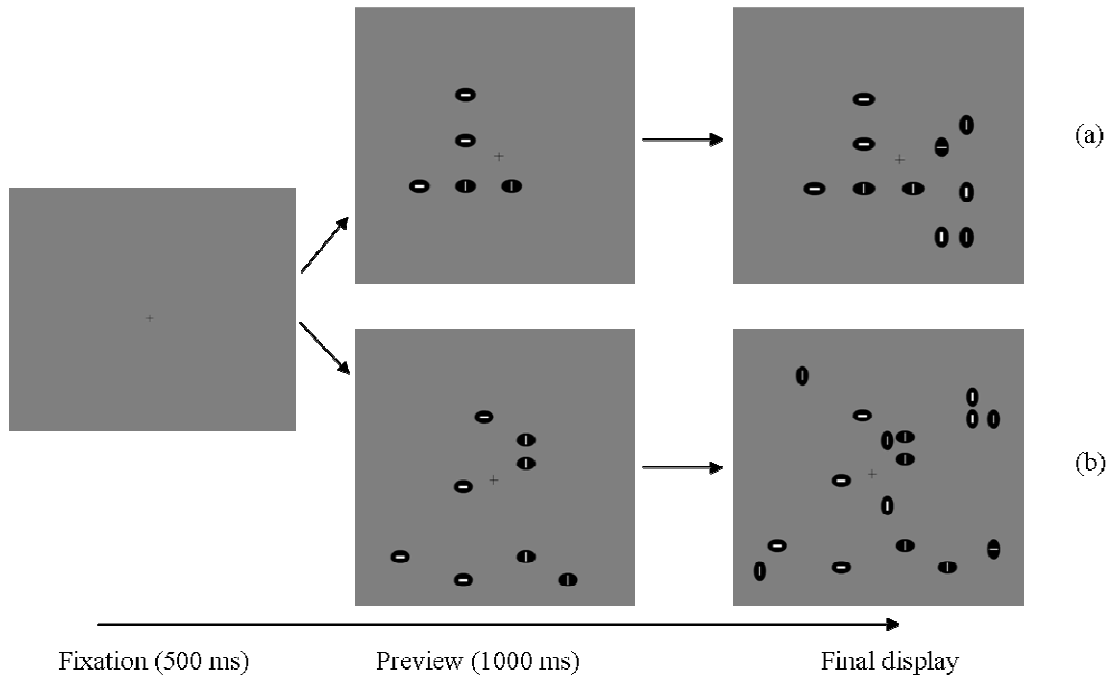 (a)
(b)
Fixation (500 ms)
Preview (1000 ms)
Final display